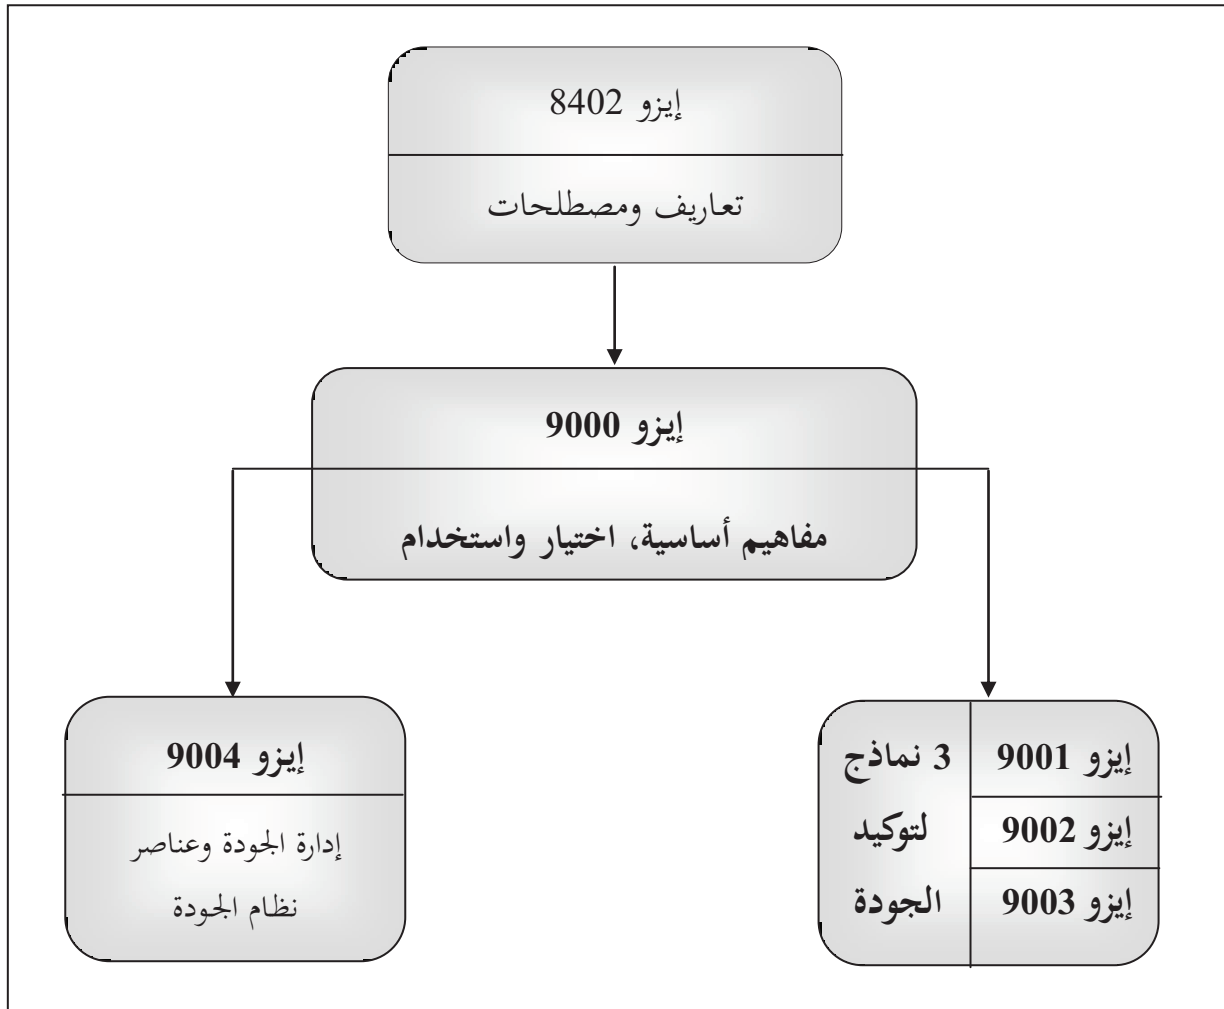 إيزو 8402
تعاريف ومصطلحات
إيزو 9000
مفاهيم أساسية، اختيار واستخدام
إيزو 9001
إيزو 9002
إيزو 9003
3 نماذج
لتوكيد
الجودة
إيزو 9004
إدارة الجودة وعناصر
نظام الجودة